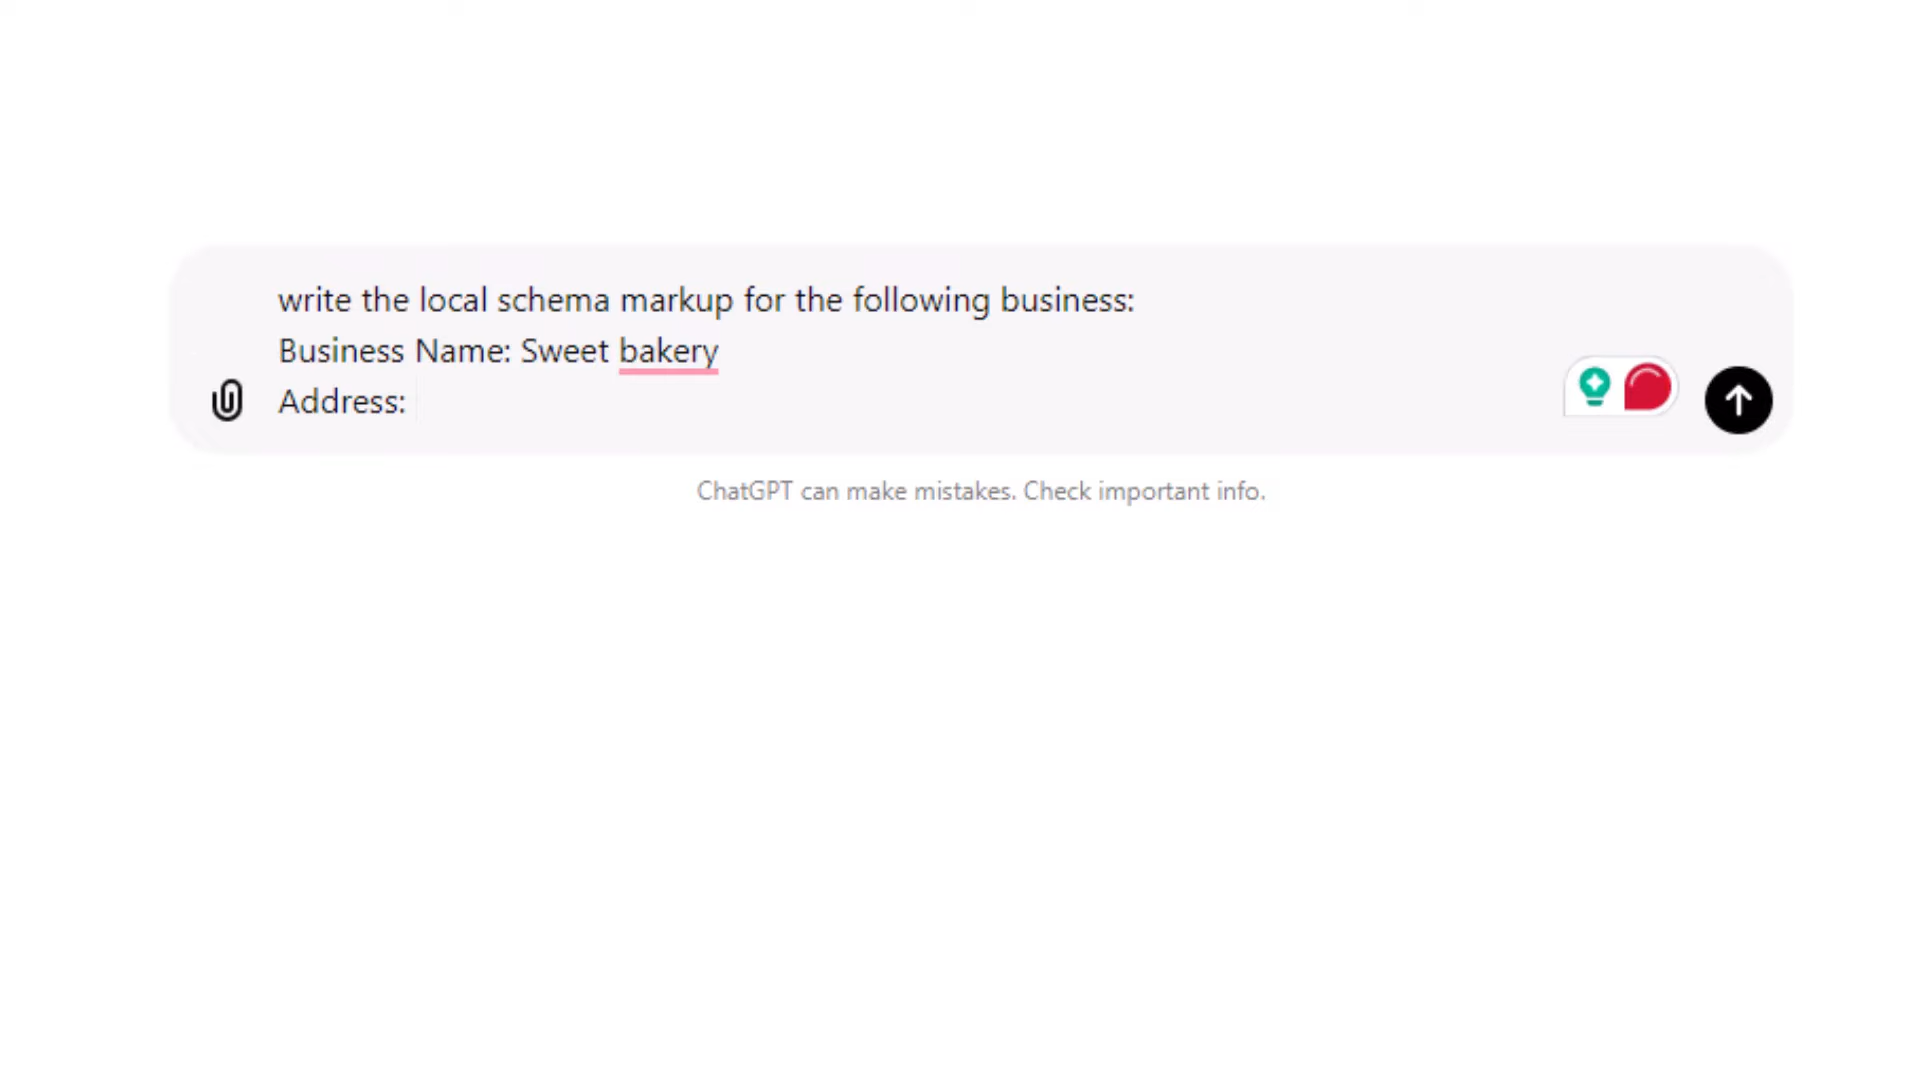 write the local schema markup for the following business:
Business Name: Sweet bakery
Address:
ChatGPT can make mistakes. Check important info.